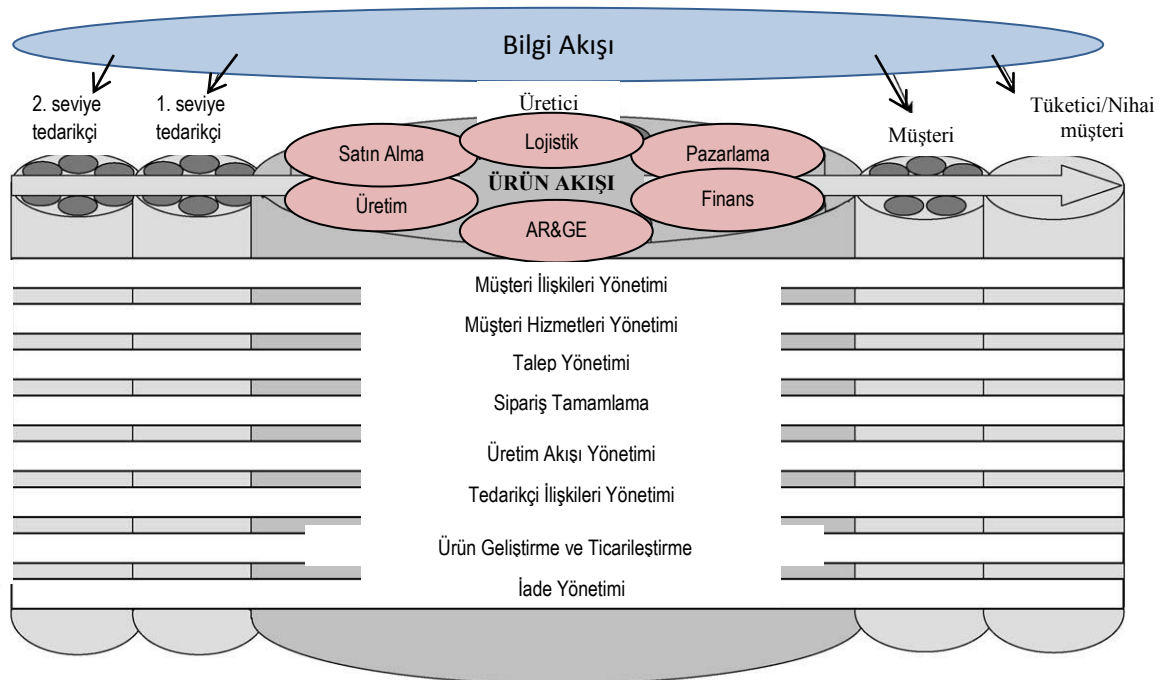 Bilgi Akışı
2. seviye
tedarikçi
1. seviye
tedarikçi
Üretici
Müşteri
Tüketici/Nihai
müşteri
Satın Alma
Lojistik
Pazarlama
ÜRÜN AKIŞI
Üretim
AR&GE
Finans
Müşteri İlişkileri Yönetimi
Müşteri Hizmetleri Yönetimi
Talep Yönetimi
Sipariş Tamamlama
Üretim Akışı Yönetimi
Tedarikçi İlişkileri Yönetimi
Ürün Geliştirme ve Ticarileştirme
İade Yönetimi